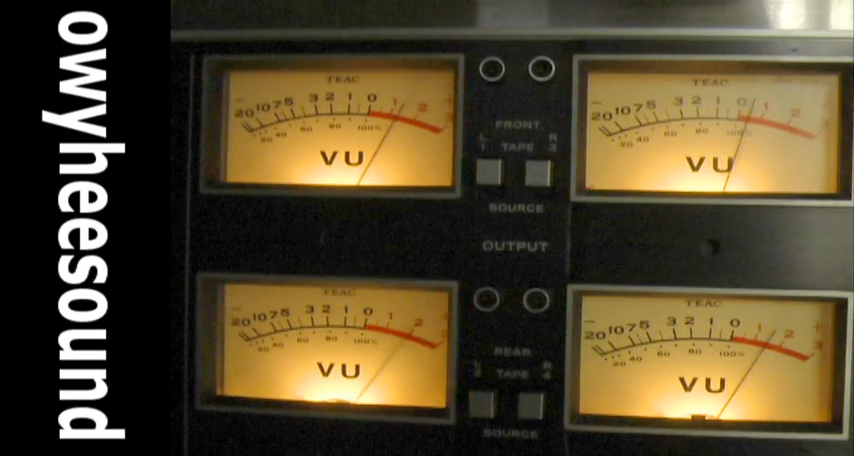 owyheesound
TEAC
- 20 10 7 5 3 2 1 0 1 2 3 +
20 40 60 80 100%
VU
FRONT
L R
1 TAPE 3
SOURCE
TEAC
- 20 10 7 5 3 2 1 0 1 2
20 40 60 80 100%
VU
OUTPUT
TEAC
- 20 10 7 5 3 2 1 0 1 2 3 +
20 40 60 80 100%
VU
REAR
L R
TAPE 4
SOURCE
TEAC
- 20 10 7 5 3 2 1 0 1 2 3 +
20 40 60 80 100%
VU